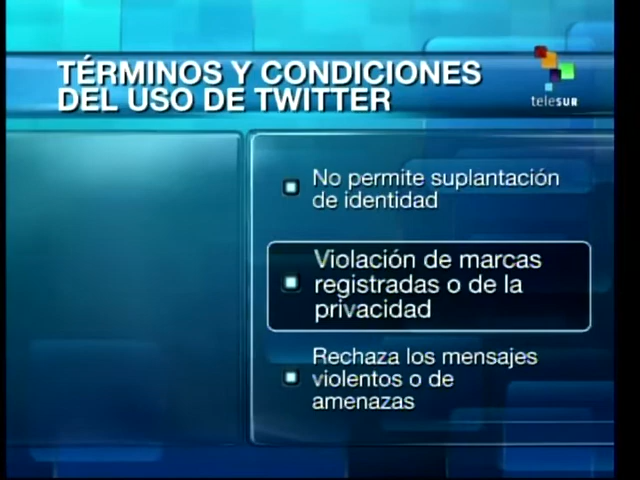 TÉRMINOS Y CONDICIONES
DEL USO DE TWITTER
teleSUR
No permite suplantación
de identidad
Violación de marcas
registradas o de la
privacidad
Rechaza los mensajes
violentos o de
amenazas